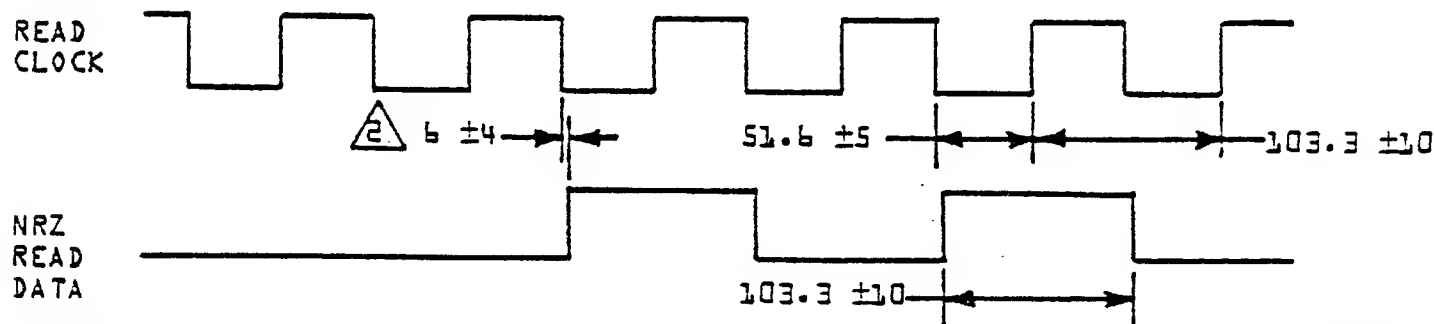 READ
CLOCK
2 6 ±4
51.6 ±5
103.3 ±10
NRZ
READ
DATA
103.3 ±10